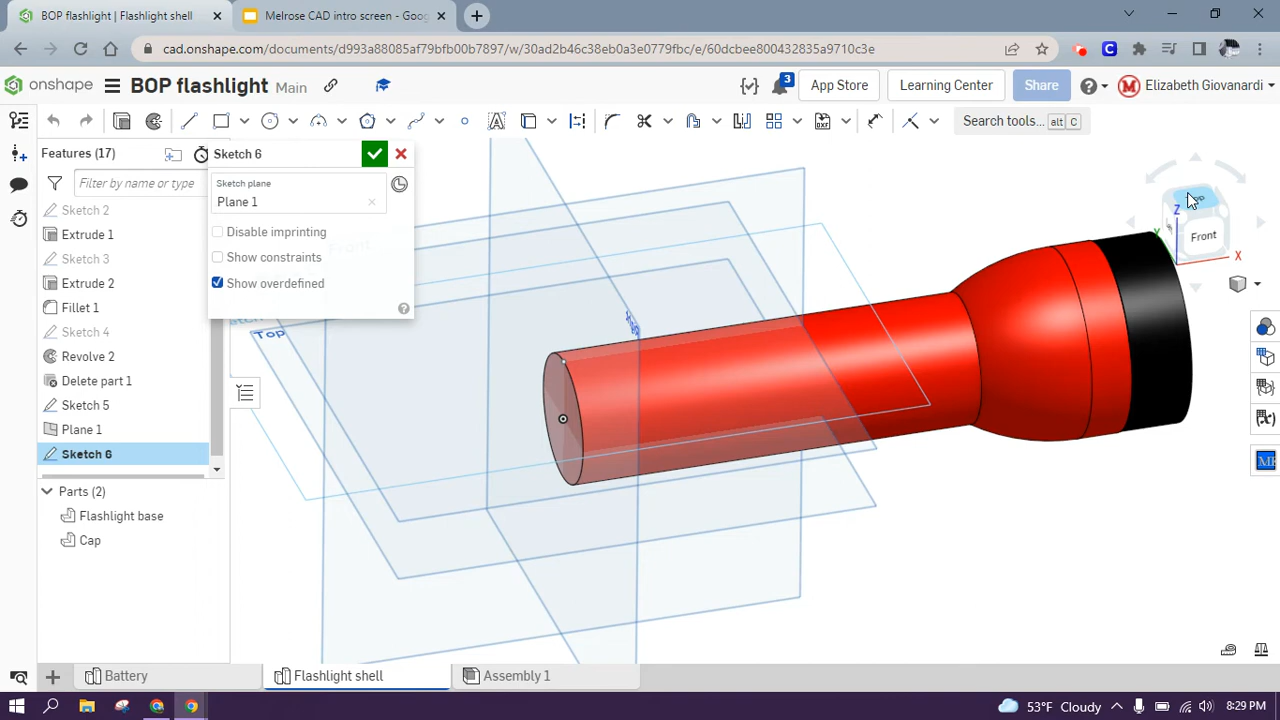 BOP flashlight | Flashlight shell
Melrose CAD intro screen - Goog
cad.onshape.com/documents/d993a88085af79bfb00b7897/w/30ad2b46c38eb0a3e0779fbc/e/60dcbee800432835a9710c3e
onshape
BOP flashlight Main
3
App Store
Learning Center
Share
Elizabeth Giovanardi
Search tools... alt C
Features (17)
Filter by name or type
Sketch 2
Extrude 1
Sketch 3
Extrude 2
Fillet 1
Sketch 4
Revolve 2
Delete part 1
Sketch 5
Plane 1
Sketch 6
Parts (2)
Flashlight base
Cap
Sketch 6
Sketch plane
Plane 1
Disable imprinting
Show constraints
Show overdefined
Front
Top
Z
Front
Y
X
Battery
Flashlight shell
Assembly 1
53°F Cloudy
8:29 PM